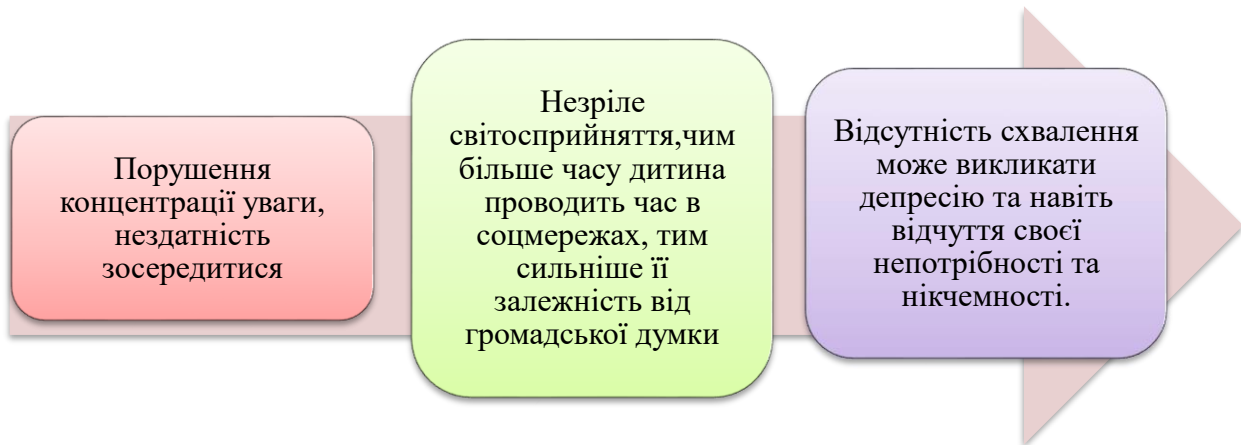 Порушення
концентрації уваги,
нездатність
зосередитися
Незріле
світосприйняття,чим
більше часу дитина
проводить час в
соцмережах, тим
сильніше її
залежність від
громадської думки
Відсутність схвалення
може викликати
депресію та навіть
відчуття своєї
непотрібності та
нікчемності.